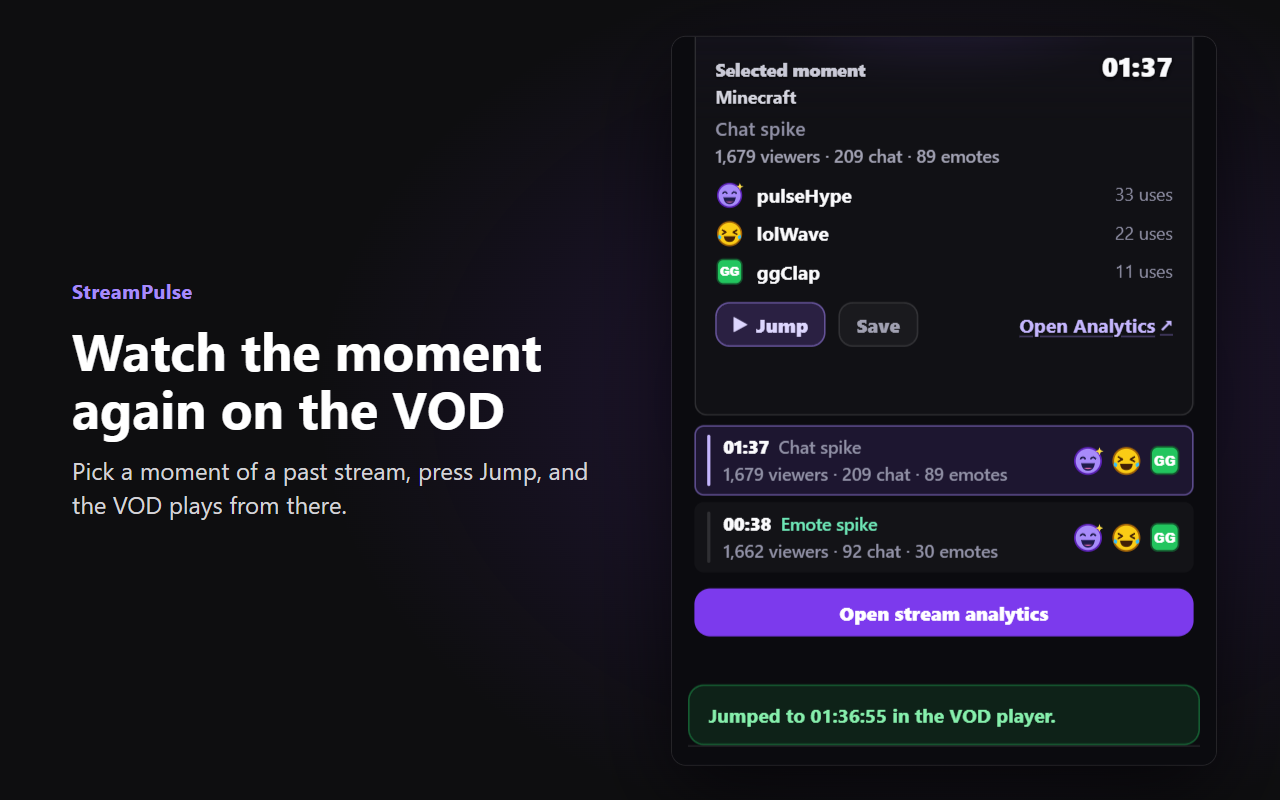 StreamPulse
Watch the moment
again on the VOD
Pick a moment of a past stream, press Jump, and
the VOD plays from there.
Selected moment 01:37
Minecraft
Chat spike
1,679 viewers · 209 chat · 89 emotes
pulseHype 33 uses
lolWave 22 uses
GG ggClap 11 uses
▶ Jump Save Open Analytics ↗
01:37 Chat spike
1,679 viewers · 209 chat · 89 emotes GG
00:38 Emote spike
1,662 viewers · 92 chat · 30 emotes GG
Open stream analytics
Jumped to 01:36:55 in the VOD player.